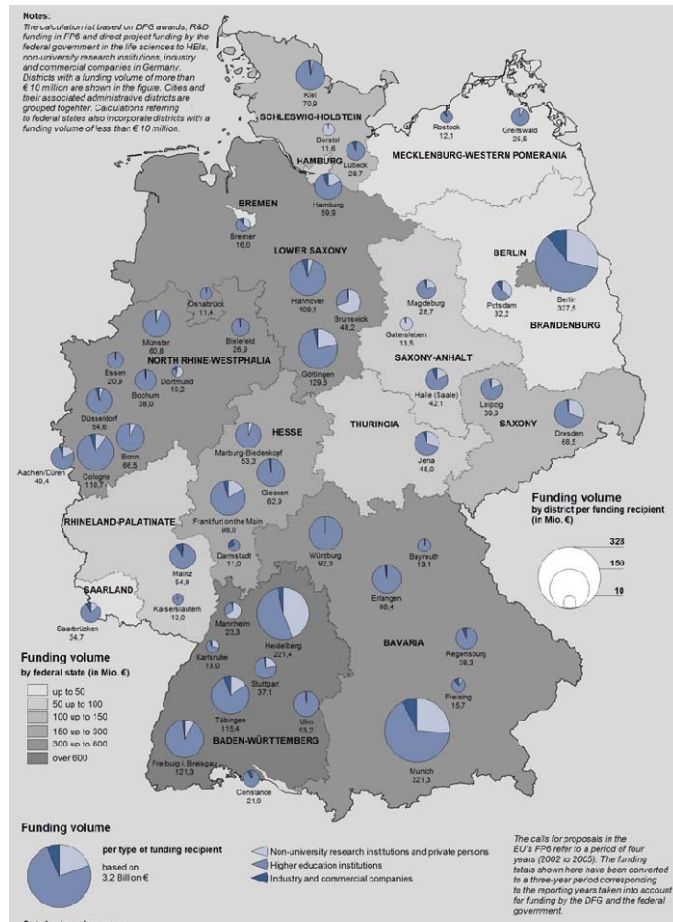 Notes:
The calculation ist based on DFG awards, R&D
funding in FP6 and direct project funding by the
federal government in the life sciences to HEIs,
non-university research institutions, industry
and commercial companies in Germany.
Districts with a funding volume of more than
€ 10 million are shown in the figure. Cities and
their associated administrative districts are
grouped togehter. Calculations referring
to federal states also incorporate districts with a
funding volume of less than € 10 million.
Kiel
70,9
SCHLESWIG-HOLSTEIN
Dorstel
11,6
Lübeck
28,7
HAMBURG
Hamburg
59,9
Rostock
12,1
Greifswald
MECKLENBURG-WESTERN POMERANIA
BREMEN
Bremen
16,0
LOWER SAXONY
Hannover
109,1
Brunswick
48,2
Osnabrück
11,4
Göttingen
129,5
BERLIN
Berlin
327,5
Potsdam
32,2
BRANDENBURG
Magdeburg
28,7
Gatersleben
SAXONY-ANHALT
Halle (Saale)
42,1
Münster
60,8
Bielefeld
26,9
NORTH RHINE-WESTPHALIA
Essen
20,9
Bochum
36,0
Dortmund
Düsseldorf
54,6
Bonn
66,5
Cologne
110,7
Aachen/Düren
49,4
HESSE
Marburg-Biedenkopf
53,3
Giessen
62,9
Frankfurt on the Main
Darmstadt
11,0
THURINGIA
Jena
48,0
Leipzig
39,9
SAXONY
Dresden
68,5
RHINELAND-PALATINATE
Mainz
54,9
Kaiserslautern
SAARLAND
Saarbrücken
34,7
Würzburg
92,3
Bayreuth
13,1
Erlangen
BAVARIA
Regensburg
38,3
Freising
15,7
Munich
321,3
Mannheim
22,3
Heidelberg
221,4
Karlsruhe
Stuttgart
37,1
Tübingen
115,4
Ulm
53,2
BADEN-WÜRTTEMBERG
Freiburg i. Breisgau
121,3
Constance
21,0
Funding volume
by district per funding recipient
(in Mio. €)
328
150
10
Funding volume
by federal state (in Mio. €)
up to 50
50 up to 100
100 up to 150
150 up to 300
300 up to 600
over 600
Funding volume
per type of funding recipient
based on
3.2 Billion €
Non-university research institutions and private persons
Higher education institutions
Industry and commercial companies
The calls for proposals in the
EU's FP6 refer to a period of four
years (2002 to 2005). The funding
totals shown here have been converted
to a three-year period corresponding
to the reporting years taken into account
for funding by the DFG and the federal
government.